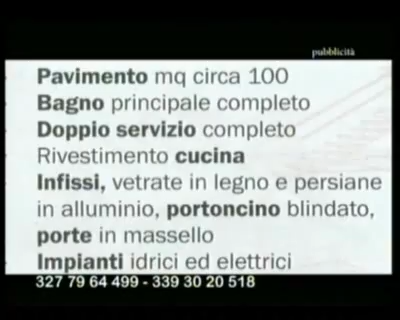 pubblicità
Pavimento mq circa 100
Bagno principale completo
Doppio servizio completo
Rivestimento cucina
Infissi, vetrate in legno e persiane
in alluminio, portoncino blindato,
porte in massello
Impianti idrici ed elettrici
327 79 64 499 - 339 30 20 518